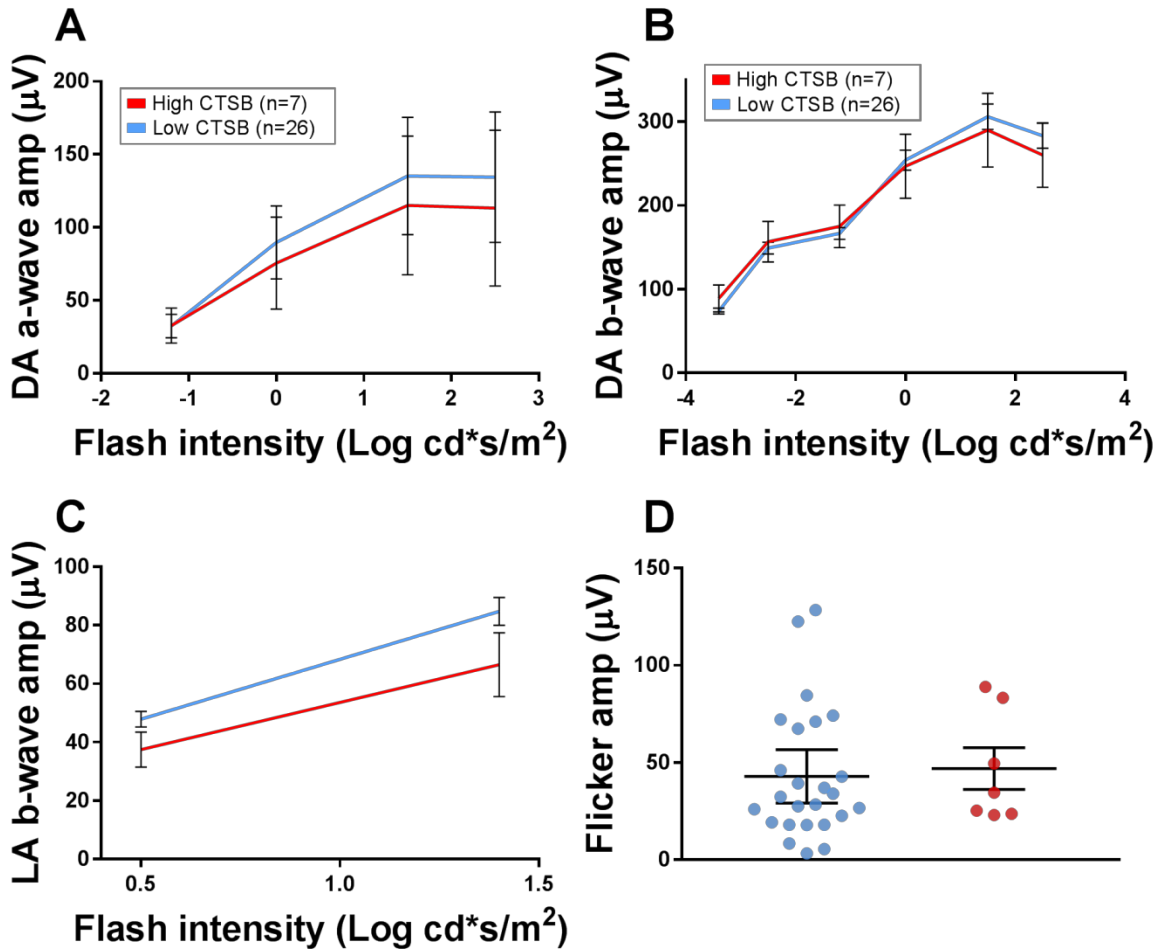 A
DA a-wave amp (μV)
200
150
100
50
0
High CTSB (n=7)
Low CTSB (n=26)
-2
-1
0
1
2
3
Flash intensity (Log cd*s/m²)
B
DA b-wave amp (μV)
300
200
100
0
High CTSB (n=7)
Low CTSB (n=26)
-4
-2
0
2
4
Flash intensity (Log cd*s/m²)
C
LA b-wave amp (μV)
100
80
60
40
20
0
0.5
1.0
1.5
Flash intensity (Log cd*s/m²)
D
Flicker amp (μV)
150
100
50
0